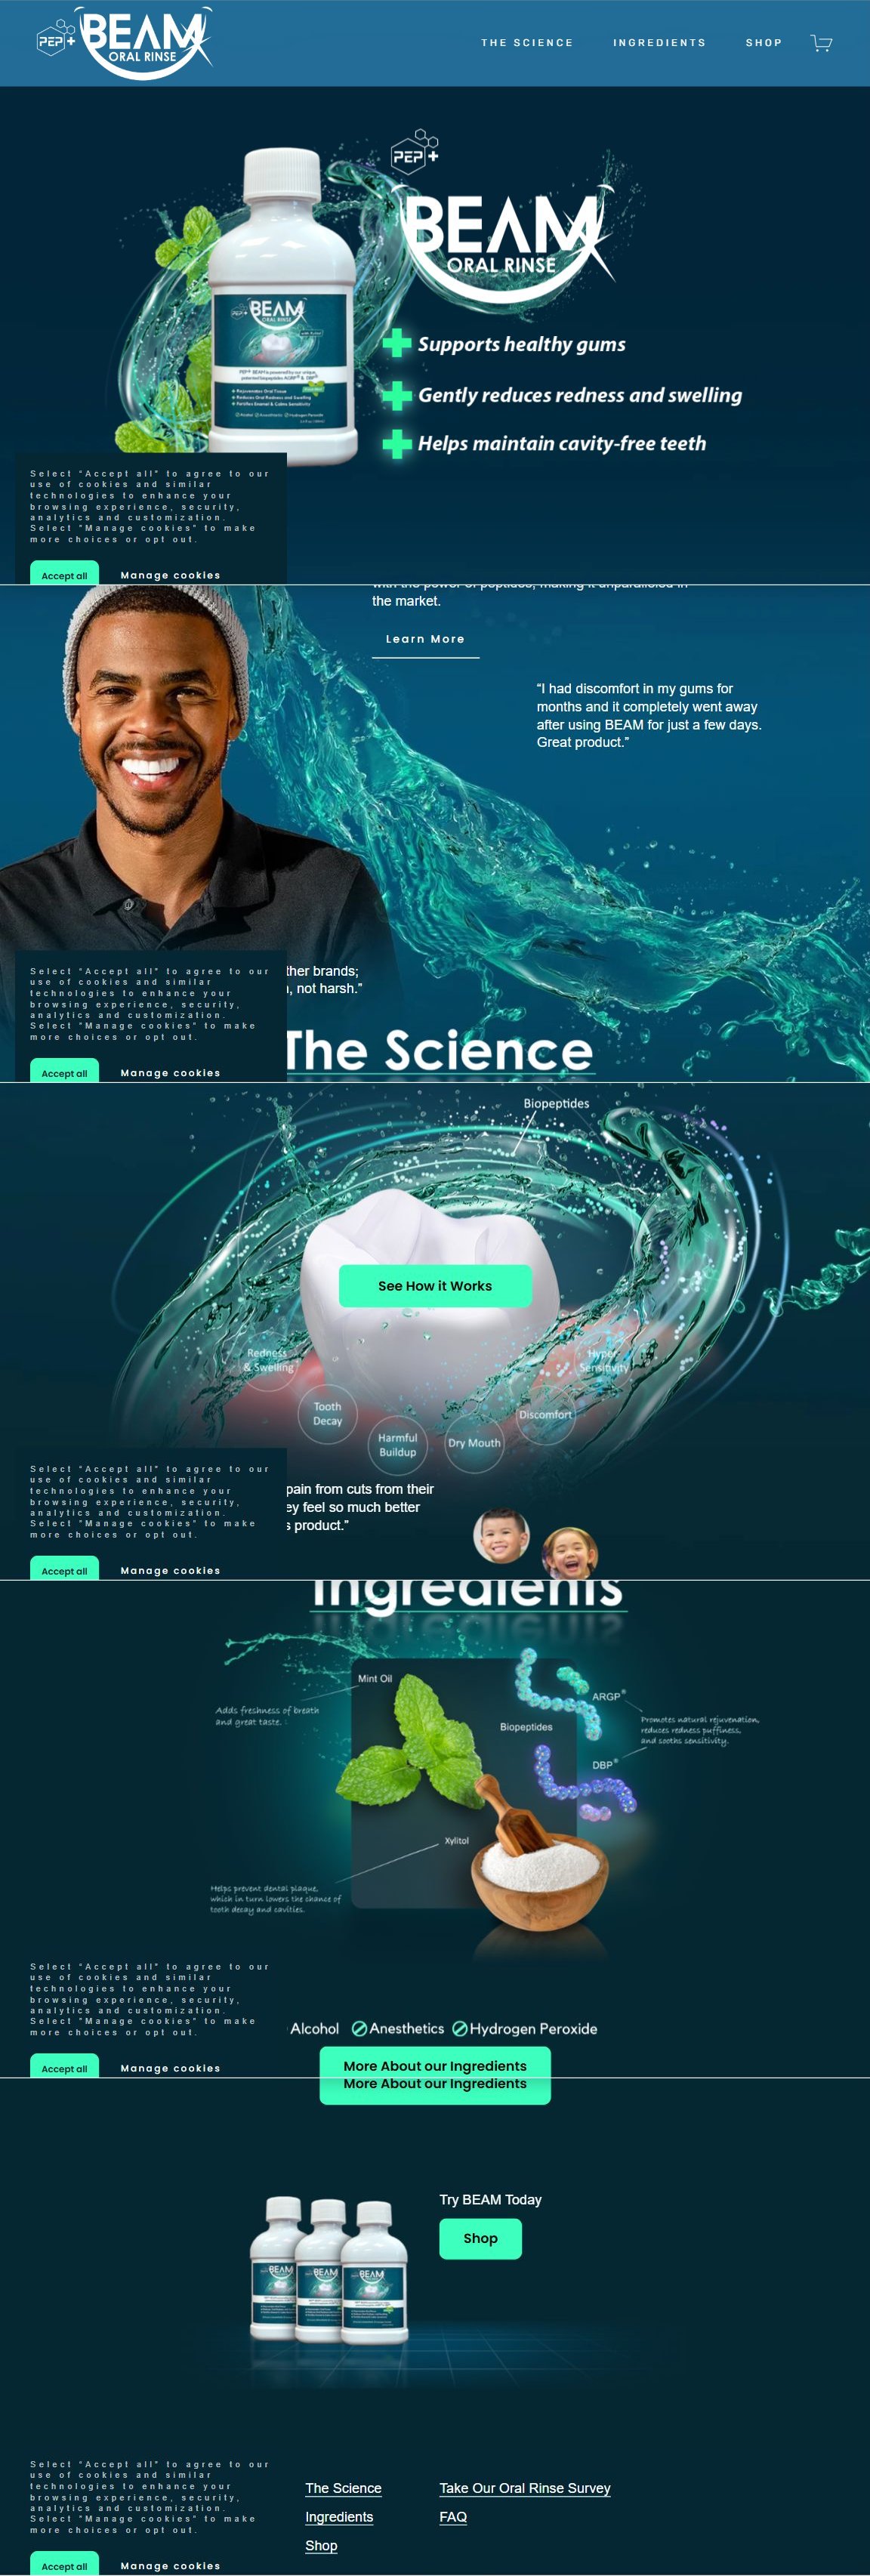 PEP+ BEAM
ORAL RINSE
THE SCIENCE
INGREDIENTS
SHOP
PEP+
BEAM
ORAL RINSE
Supports healthy gums
Gently reduces redness and swelling
Helps maintain cavity-free teeth
BEAM
ORAL RINSE
Select "Accept all" to agree to our
use of cookies and similar
technologies to enhance your
browsing experience, security,
analytics and customization.
Select "Manage cookies" to make
more choices or opt out.
Accept all
Manage cookies
with the power of peptides, making it unparalleled in
the market.
Learn More
“I had discomfort in my gums for
months and it completely went away
after using BEAM for just a few days.
Great product.”
ther brands;
, not harsh.”
Select "Accept all" to agree to our
use of cookies and similar
technologies to enhance your
browsing experience, security,
analytics and customization.
Select "Manage cookies" to make
more choices or opt out.
Accept all
Manage cookies
The Science
Biopeptides
See How it Works
Redness
& Swelling
Hyper
Sensitivity
Tooth
Decay
Discomfort
Harmful
Buildup
Dry Mouth
pain from cuts from their
ey feel so much better
s product.”
Select "Accept all" to agree to our
use of cookies and similar
technologies to enhance your
browsing experience, security,
analytics and customization.
Select "Manage cookies" to make
more choices or opt out.
Accept all
Manage cookies
Ingredients
Mint Oil
Adds freshness of breath
and great taste.
ARGP®
Biopeptides
Promotes natural rejuvenation,
reduces redness puffiness,
and sooths sensitivity.
DBP®
Xylitol
Helps prevent dental plaque,
which in turn lowers the chance of
tooth decay and cavities.
Select "Accept all" to agree to our
use of cookies and similar
technologies to enhance your
browsing experience, security,
analytics and customization.
Select "Manage cookies" to make
more choices or opt out.
Accept all
Manage cookies
Alcohol
Anesthetics
Hydrogen Peroxide
More About our Ingredients
More About our Ingredients
Try BEAM Today
Shop
BEAM
BEAM
BEAM
Select "Accept all" to agree to our
use of cookies and similar
technologies to enhance your
browsing experience, security,
analytics and customization.
Select "Manage cookies" to make
more choices or opt out.
Accept all
Manage cookies
The Science
Ingredients
Shop
Take Our Oral Rinse Survey
FAQ